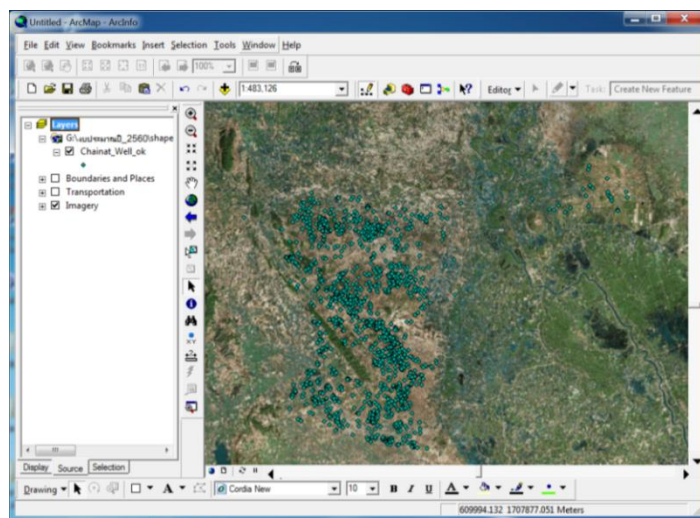 Untitled - ArcMap - ArcInfo
File Edit View Bookmarks Insert Selection Tools Window Help
100%
1:483,126 Editor Task: Create New Feature
Layers
Chainat_Well_ok
Boundaries and Places
Transportation
Imagery
Display Source Selection
Drawing A Cordia New 10 B I U A
609994.132 1707877.051 Meters